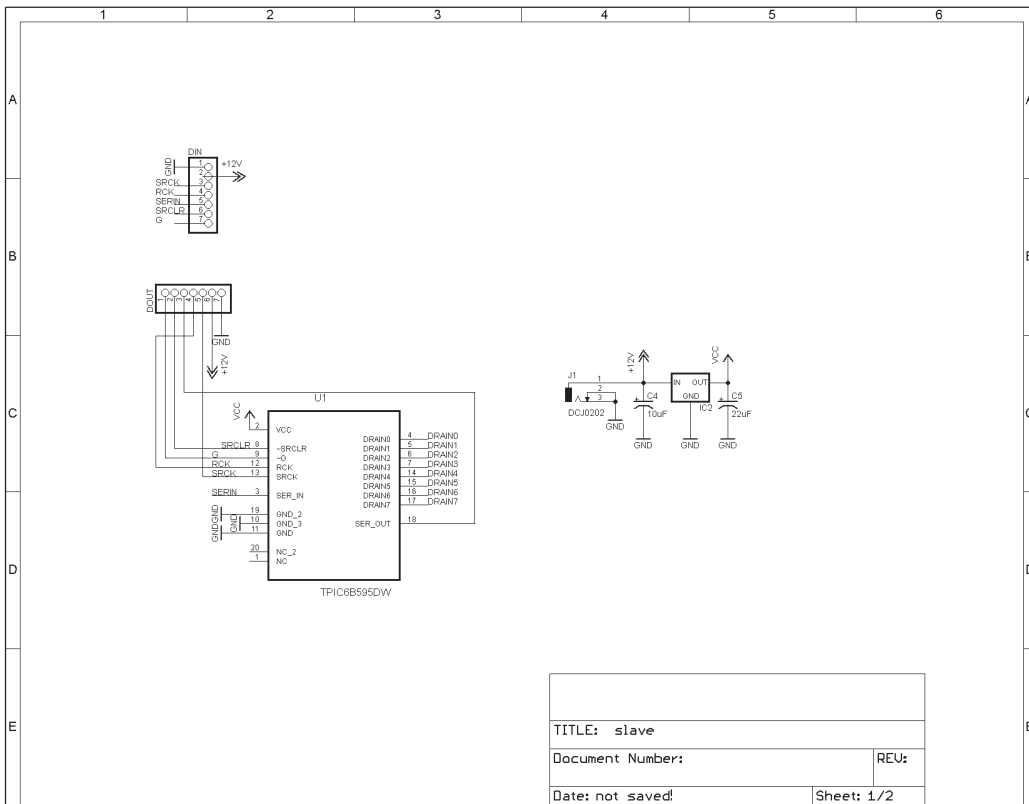 1 2 3 4 5 6
A A
DIN
GND 1 +12V
2
SRCK 3
RCK 4
SERIN 5
SRCLR 6
G 7
B B
DOUT
1 2 3 4 5 6 7
GND
+12V
C C
U1
VCC
2 VCC
SRCLR 8 ~SRCLR
G 9 ~G
RCK 12 RCK
SRCK 13 SRCK
SERIN 3 SER_IN
GND 19 GND_2
GND 10 GND_3
GND 11 GND
20 NC_2
1 NC
DRAIN0 4 DRAIN0
DRAIN1 5 DRAIN1
DRAIN2 6 DRAIN2
DRAIN3 7 DRAIN3
DRAIN4 14 DRAIN4
DRAIN5 15 DRAIN5
DRAIN6 16 DRAIN6
DRAIN7 17 DRAIN7
SER_OUT 18
TPIC6B595DW
J1
1
2
3
DCJ0202
GND
+12V
C4
10uF
GND
IN OUT
GND
IC2
GND
VCC
C5
22uF
GND
D D
E E
TITLE: slave
Document Number:
REV:
Date: not saved!
Sheet: 1/2